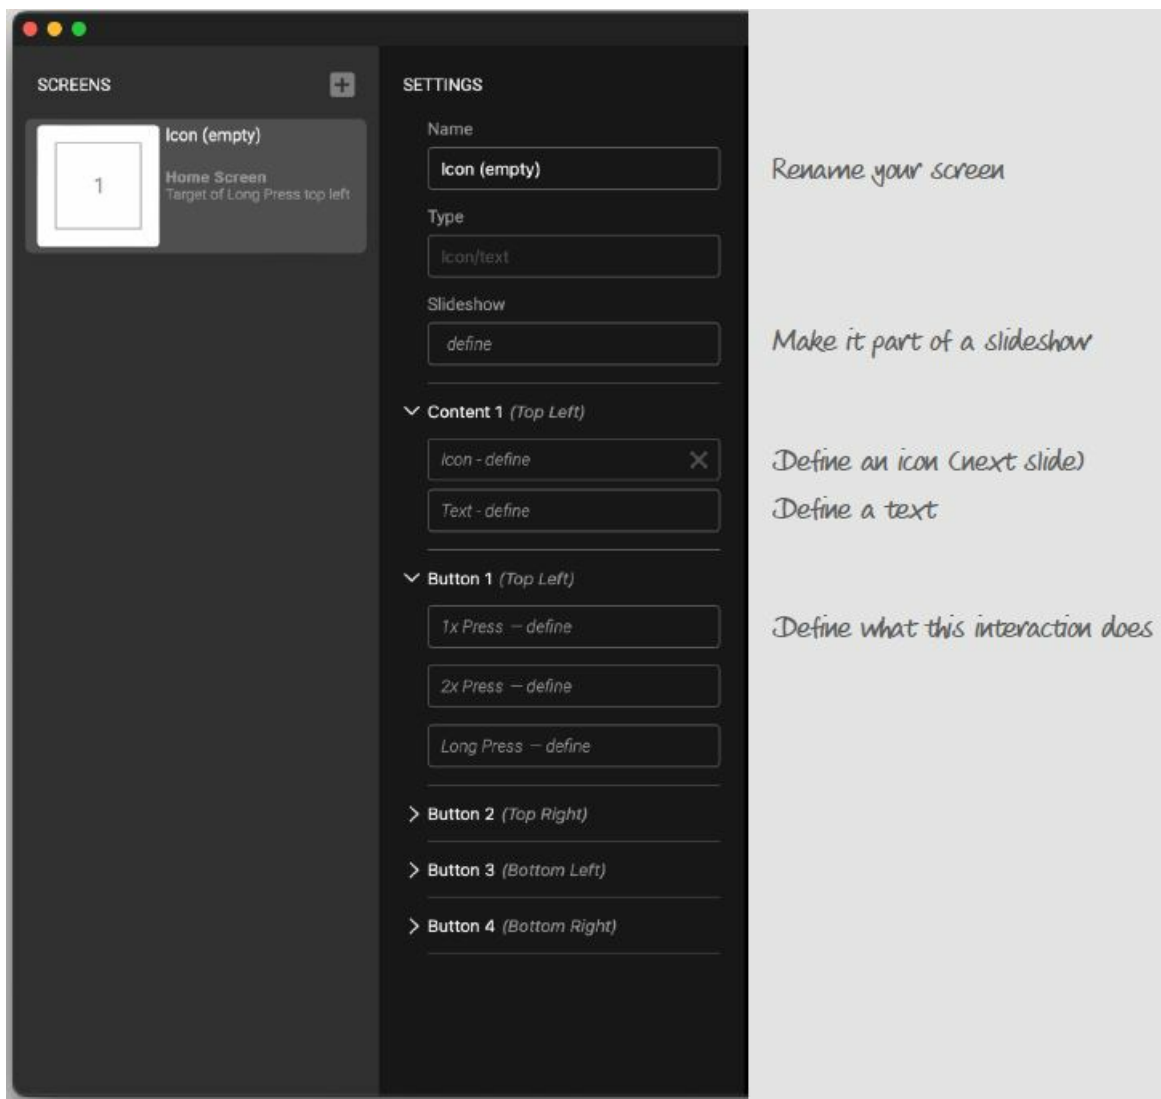 SCREENS
1
Icon (empty)
Home Screen
Target of Long Press top left
SETTINGS
Name
Icon (empty)
Rename your screen
Type
Icon/text
Slideshow
define
Make it part of a slideshow
Content 1 (Top Left)
Icon - define
Define an icon (next slide)
Text - define
Define a text
Button 1 (Top Left)
1x Press – define
Define what this interaction does
2x Press – define
Long Press – define
Button 2 (Top Right)
Button 3 (Bottom Left)
Button 4 (Bottom Right)